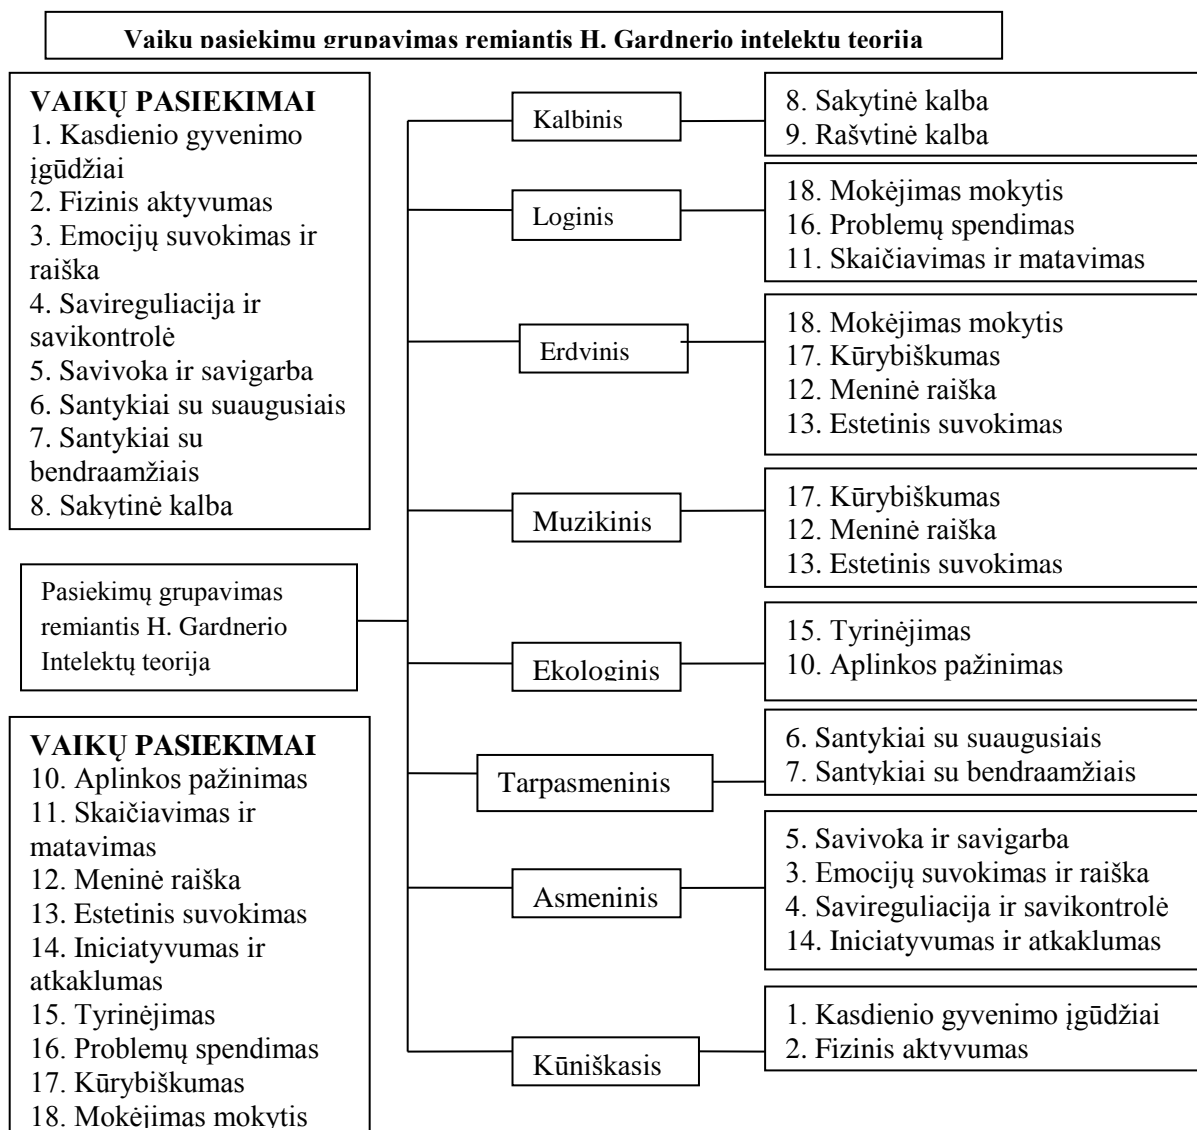 Vaikų pasiekimų grupavimas remiantis H. Gardnerio intelektų teorija
VAIKŲ PASIEKIMAI
1. Kasdienio gyvenimo
įgūdžiai
2. Fizinis aktyvumas
3. Emocijų suvokimas ir
raiška
4. Savireguliacija ir
savikontrolė
5. Savivoka ir savigarba
6. Santykiai su suaugusiais
7. Santykiai su
bendraamžiais
8. Sakytinė kalba
Pasiekimų grupavimas
remiantis H. Gardnerio
Intelektų teorija
VAIKŲ PASIEKIMAI
10. Aplinkos pažinimas
11. Skaičiavimas ir
matavimas
12. Meninė raiška
13. Estetinis suvokimas
14. Iniciatyvumas ir
atkaklumas
15. Tyrinėjimas
16. Problemų spendimas
17. Kūrybiškumas
18. Mokėjimas mokytis
Kalbinis
8. Sakytinė kalba
9. Rašytinė kalba
Loginis
18. Mokėjimas mokytis
16. Problemų spendimas
11. Skaičiavimas ir matavimas
Erdvinis
18. Mokėjimas mokytis
17. Kūrybiškumas
12. Meninė raiška
13. Estetinis suvokimas
Muzikinis
17. Kūrybiškumas
12. Meninė raiška
13. Estetinis suvokimas
Ekologinis
15. Tyrinėjimas
10. Aplinkos pažinimas
Tarpasmeninis
6. Santykiai su suaugusiais
7. Santykiai su bendraamžiais
Asmeninis
5. Savivoka ir savigarba
3. Emocijų suvokimas ir raiška
4. Savireguliacija ir savikontrolė
14. Iniciatyvumas ir atkaklumas
Kūniškasis
1. Kasdienio gyvenimo įgūdžiai
2. Fizinis aktyvumas